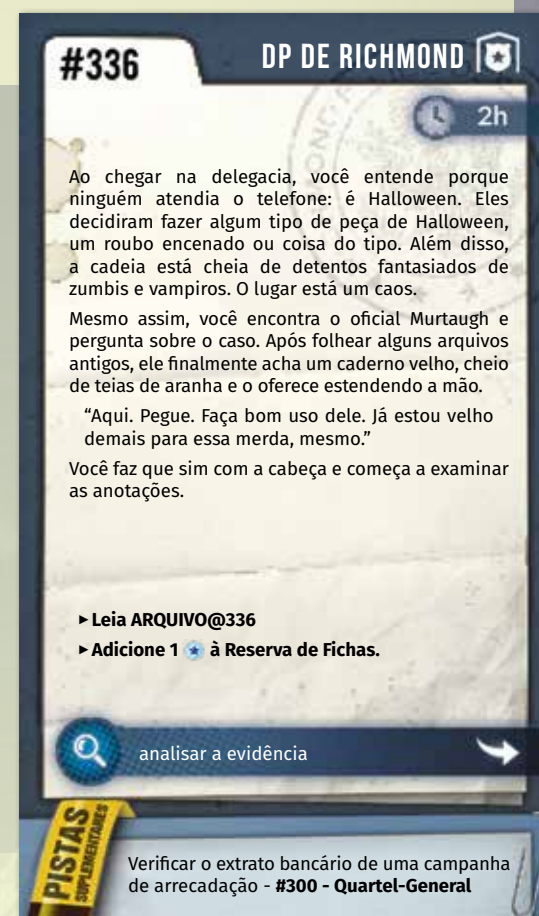 #336
DP DE RICHMOND
2h
Ao chegar na delegacia, você entende porque
ninguém atendia o telefone: é Halloween. Eles
decidiram fazer algum tipo de peça de Halloween,
um roubo encenado ou coisa do tipo. Além disso,
a cadeia está cheia de detentos fantasiados de
zumbis e vampiros. O lugar está um caos.
Mesmo assim, você encontra o oficial Murtaugh e
pergunta sobre o caso. Após folhear alguns arquivos
antigos, ele finalmente acha um caderno velho, cheio
de teias de aranha e o oferece estendendo a mão.
“Aqui. Pegue. Faça bom uso dele. Já estou velho
demais para essa merda, mesmo.”
Você faz que sim com a cabeça e começa a examinar
as anotações.
▸ Leia ARQUIVO@336
▸ Adicione 1 à Reserva de Fichas.
analisar a evidência
PISTAS
SUPLEMENTARES
Verificar o extrato bancário de uma campanha
de arrecadação - #300 - Quartel-General